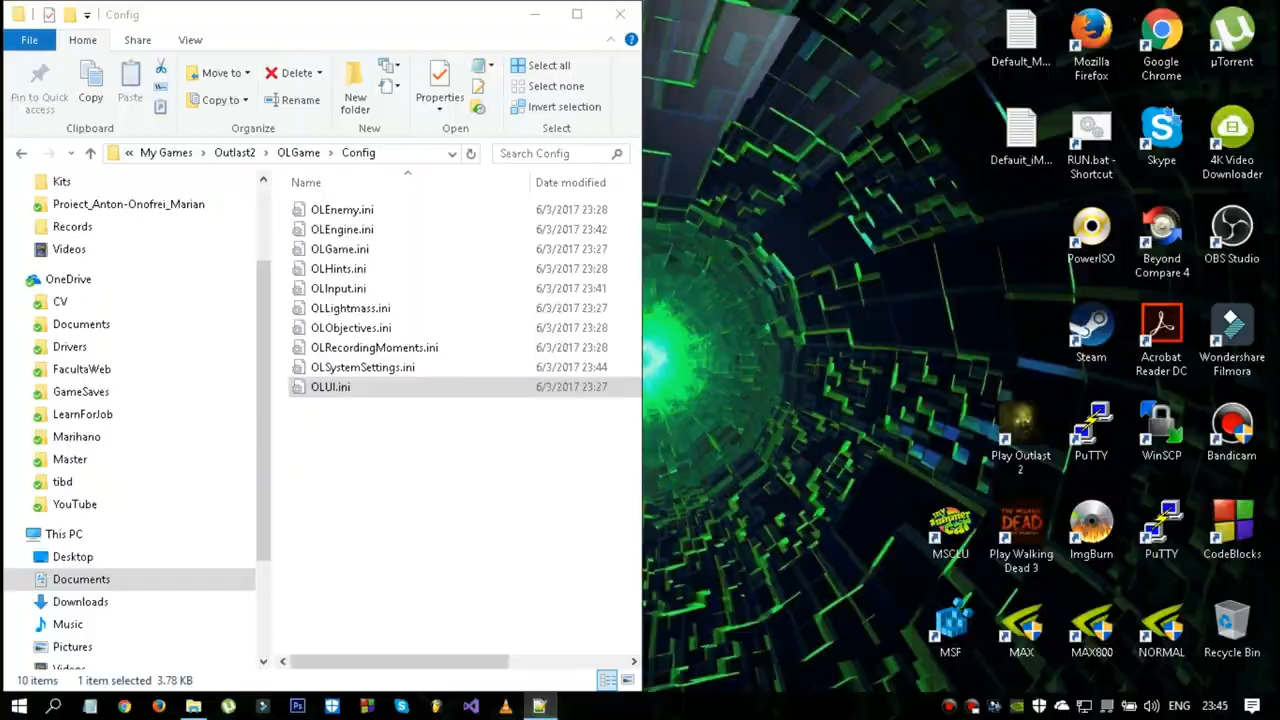 Config
File
Home
Share
View
Pin to Quick
access
Copy
Paste
Move to
Copy to
Delete
Rename
New
folder
Properties
Select all
Select none
Invert selection
Clipboard
Organize
New
Open
Select
« My Games > Outlast2 > OLGame > Config
Search Config
Kits
Proiect_Anton-Onofrei_Marian
Records
Videos
OneDrive
CV
Documents
Drivers
FacultaWeb
GameSaves
LearnForJob
Marihano
Master
tibd
YouTube
This PC
Desktop
Documents
Downloads
Music
Pictures
Videos
Name
Date modified
OLEnemy.ini 6/3/2017 23:28
OLEngine.ini 6/3/2017 23:42
OLGame.ini 6/3/2017 23:27
OLHints.ini 6/3/2017 23:28
OLInput.ini 6/3/2017 23:41
OLLightmass.ini 6/3/2017 23:27
OLObjectives.ini 6/3/2017 23:28
OLRecordingMoments.ini 6/3/2017 23:28
OLSystemSettings.ini 6/3/2017 23:44
OLUI.ini 6/3/2017 23:27
10 items
1 item selected 3.78 KB
Default_M...
Mozilla
Firefox
Google
Chrome
µTorrent
Defauit_iM...
RUN.bat -
Shortcut
Skype
4K Video
Downloader
PowerISO
Beyond
Compare 4
OBS Studio
Steam
Acrobat
Reader DC
Wondershare
Filmora
Play Outlast
2
PuTTY
WinSCP
Bandicam
MSCLU
Play Walking
Dead 3
ImgBurn
PuTTY
CodeBlocks
MSF
MAX
MAX800
NORMAL
Recycle Bin
ENG
23:45